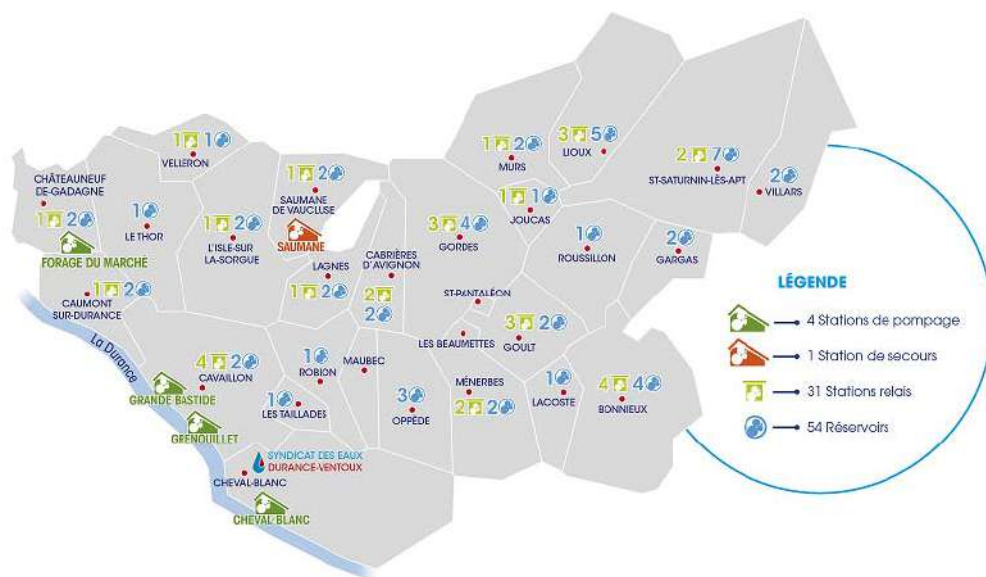 1 1
VELLERON
CHÂTEAUNEUF
DE-GADAGNE
1 2
FORAGE DU MARCHÉ
1
LE THOR
1 2
L'ISLE-SUR
LA-SORGUE
1 2
SAUMANE
DE VAUCLUSE
SAUMANE
LAGNES
1 2
CABRIÈRES
D'AVIGNON
2
2
3 4
GORDES
1 2
MURS
3 5
LIOUX
1 1
JOUCAS
2 7
ST-SATURNIN-LÈS-APT
2
VILLARS
1
ROUSSILLON
2
GARGAS
1 2
CAUMONT
SUR-DURANCE
La Durance
ST-PANTALÉON
LES BEAUMETTES
3 2
GOULT
4 2
CAVAILLON
GRANDE BASTIDE
GRENOUILLET
1
ROBION
MAUBEC
1
LES TAILLADES
3
OPPÈDE
MÉNERBES
2 2
1
LACOSTE
4 4
BONNIEUX
SYNDICAT DES EAUX
DURANCE-VENTOUX
CHEVAL-BLANC
CHEVAL BLANC
LÉGENDE
4 Stations de pompage
1 Station de secours
31 Stations relais
54 Réservoirs